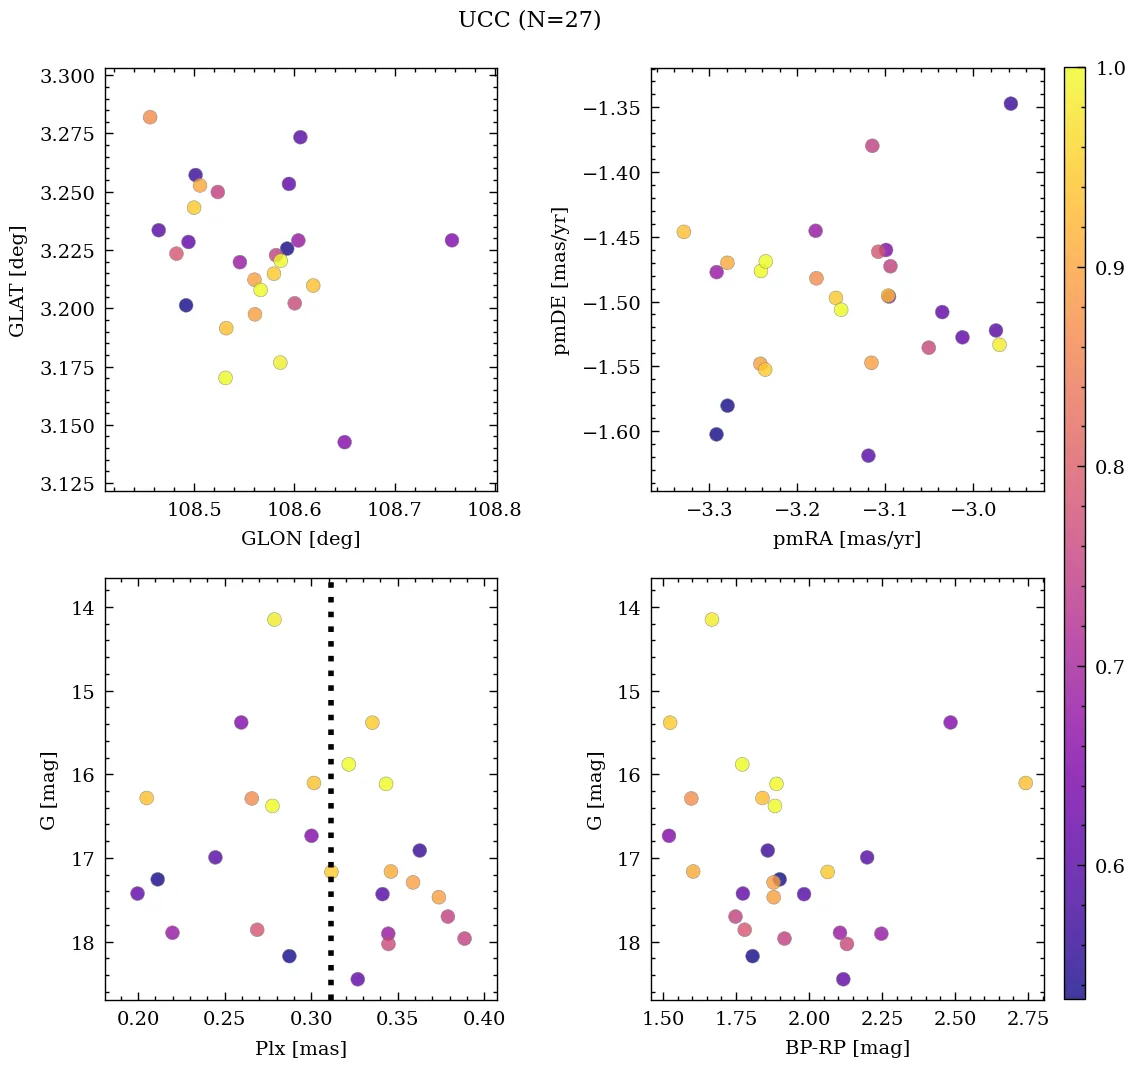 UCC (N=27)
3.300
3.275
3.250
3.225
3.200
3.175
3.150
3.125
GLAT [deg]
108.5 108.6 108.7 108.8
GLON [deg]
−1.35
−1.40
−1.45
−1.50
−1.55
−1.60
pmDE [mas/yr]
−3.3 −3.2 −3.1 −3.0
pmRA [mas/yr]
14
15
16
17
18
G [mag]
0.20 0.25 0.30 0.35 0.40
Plx [mas]
14
15
16
17
18
G [mag]
1.50 1.75 2.00 2.25 2.50 2.75
BP-RP [mag]
1.0
0.9
0.8
0.7
0.6